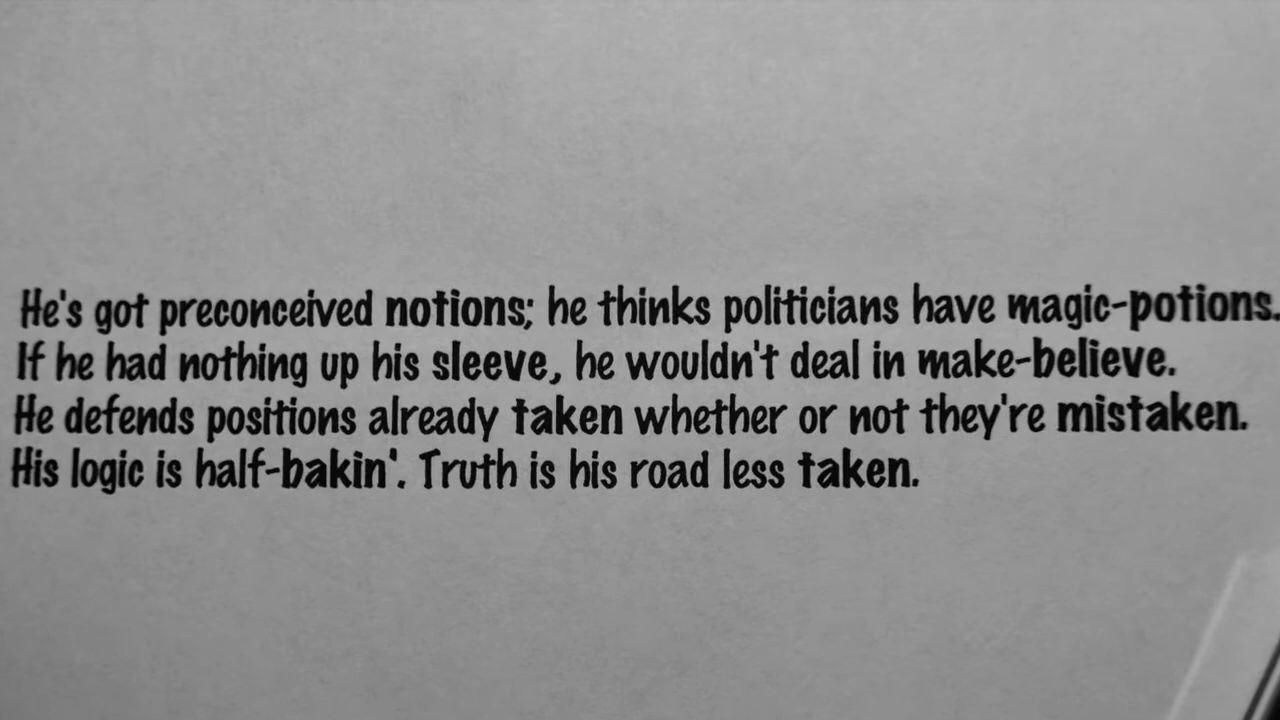 He's got preconceived notions; he thinks politicians have magic-potions.
If he had nothing up his sleeve, he wouldn't deal in make-believe.
He defends positions already taken whether or not they're mistaken.
His logic is half-bakin'. Truth is his road less taken.